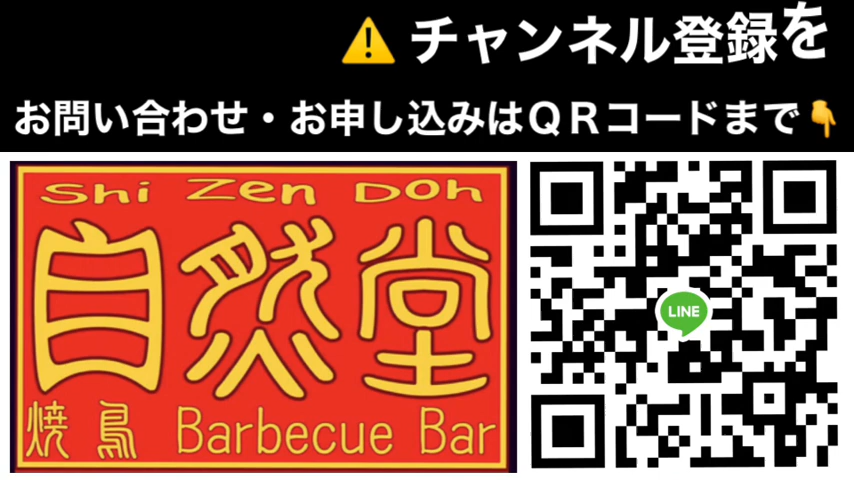 ⚠️ チャンネル登録を
お問い合わせ・お申し込みはＱＲコードまで👇
Shi Zen Doh
自然堂
焼鳥 Barbecue Bar
LINE